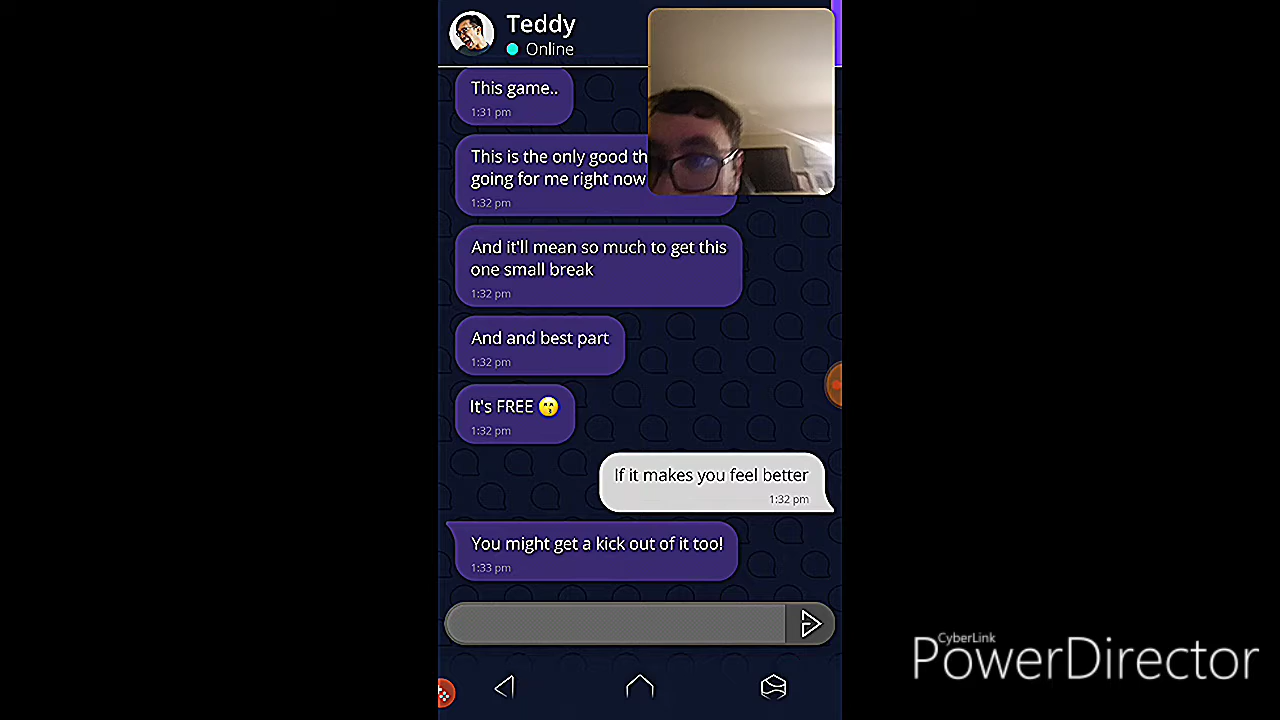 Teddy
Online
This game..
1:31 pm
This is the only good th
going for me right now
1:32 pm
And it'll mean so much to get this
one small break
1:32 pm
And and best part
1:32 pm
It's FREE 😙
1:32 pm
If it makes you feel better
1:32 pm
You might get a kick out of it too!
1:33 pm
CyberLink
PowerDirector